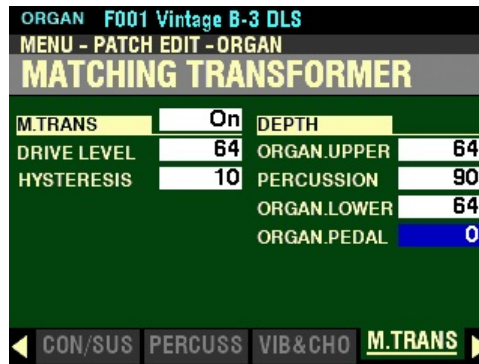 ORGAN F001 Vintage B-3 DLS
MENU - PATCH EDIT - ORGAN
MATCHING TRANSFORMER
M.TRANS On
DRIVE LEVEL 64
HYSTERESIS 10
DEPTH
ORGAN.UPPER 64
PERCUSSION 90
ORGAN.LOWER 64
ORGAN.PEDAL 0
CON/SUS PERCUSS VIB&CHO M.TRANS